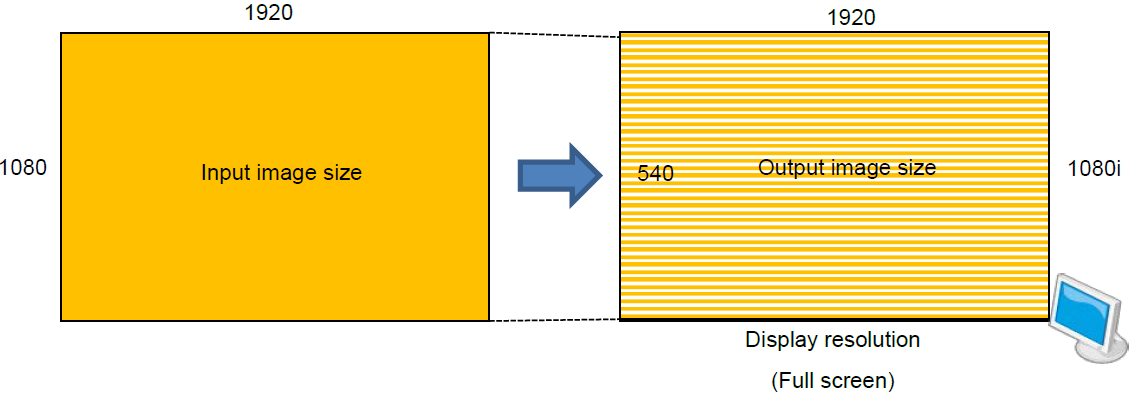 1920
1920
1080
Input image size
540
Output image size
1080i
Display resolution
(Full screen)